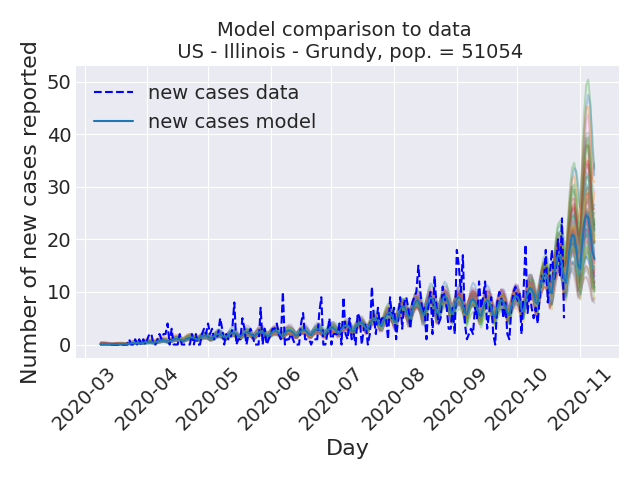 Model comparison to data
US - Illinois - Grundy, pop. = 51054
Number of new cases reported
50
40
30
20
10
0
new cases data
new cases model
2020-03
2020-04
2020-05
2020-06
2020-07
2020-08
2020-09
2020-10
2020-11
Day